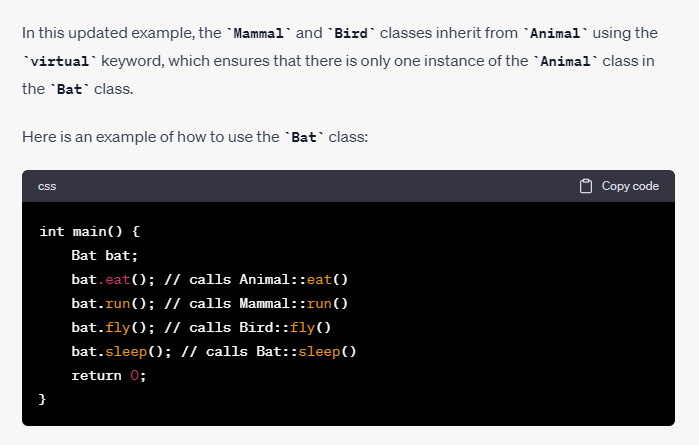 In this updated example, the `Mammal` and `Bird` classes inherit from `Animal` using the
`virtual` keyword, which ensures that there is only one instance of the `Animal` class in
the `Bat` class.
Here is an example of how to use the `Bat` class:
css Copy code
int main() {
    Bat bat;
    bat.eat(); // calls Animal::eat()
    bat.run(); // calls Mammal::run()
    bat.fly(); // calls Bird::fly()
    bat.sleep(); // calls Bat::sleep()
    return 0;
}